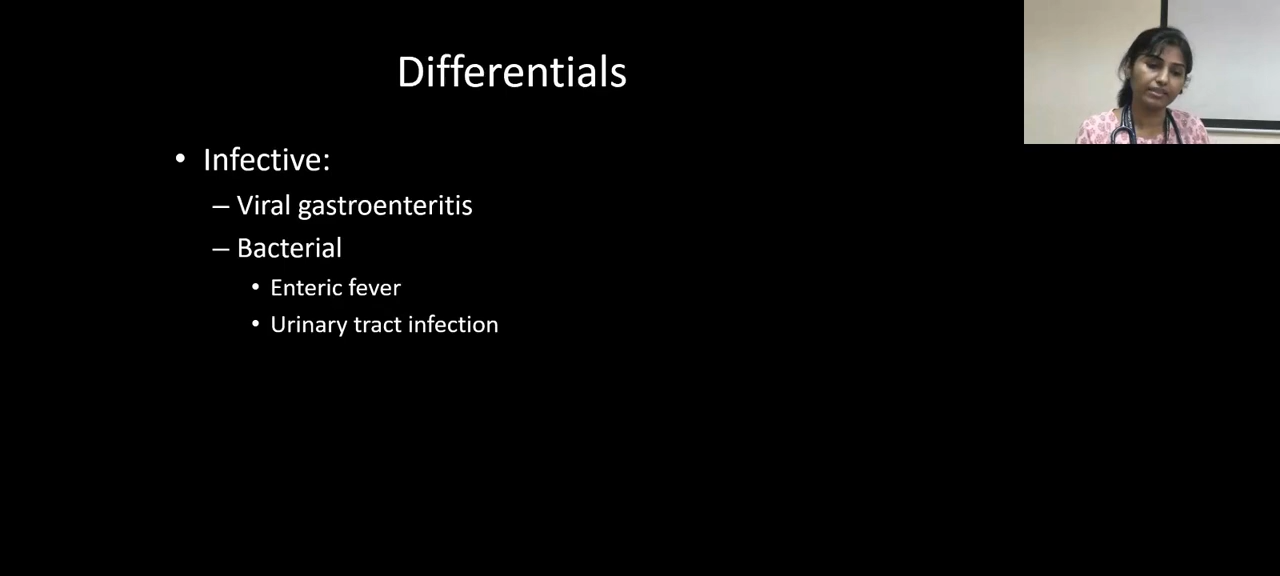 Differentials
• Infective:
– Viral gastroenteritis
– Bacterial
• Enteric fever
• Urinary tract infection